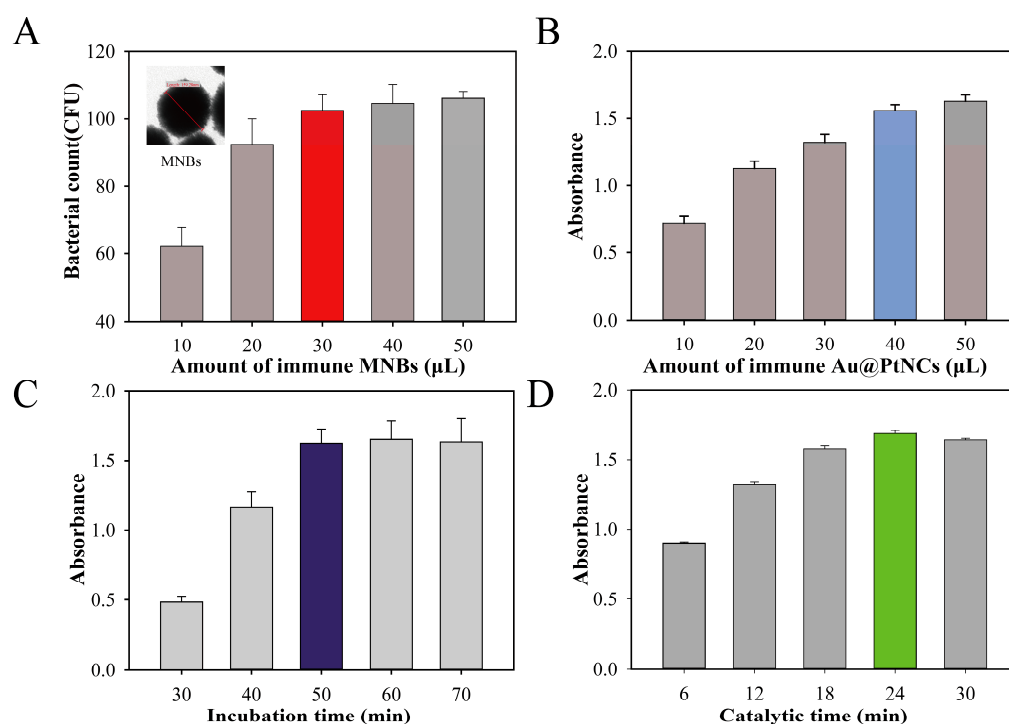 A
Bacterial count(CFU)
120
100
80
60
40
MNBs
10 20 30 40 50
Amount of immune MNBs (μL)
B
Absorbance
2.0
1.5
1.0
0.5
0.0
10 20 30 40 50
Amount of immune Au@PtNCs (μL)
C
Absorbance
2.0
1.5
1.0
0.5
0.0
30 40 50 60 70
Incubation time (min)
D
Absorbance
2.0
1.5
1.0
0.5
0.0
6 12 18 24 30
Catalytic time (min)